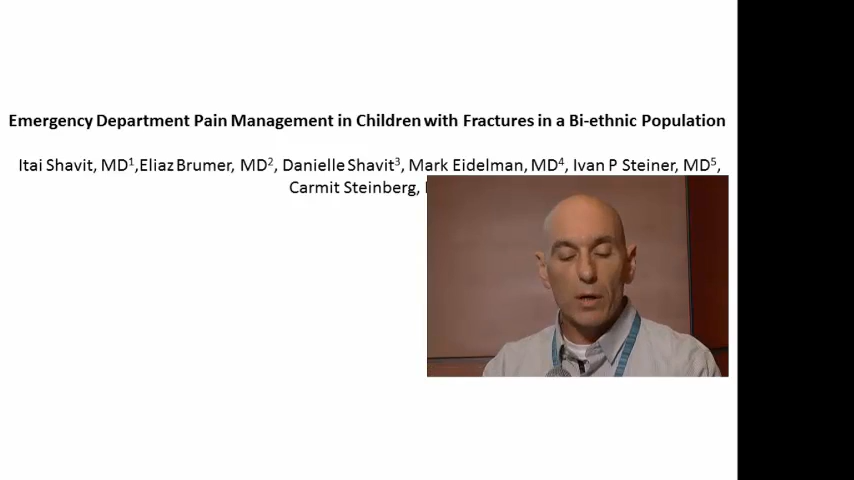 Emergency Department Pain Management in Children with Fractures in a Bi-ethnic Population
Itai Shavit, MD1,Eliaz Brumer, MD2, Danielle Shavit3, Mark Eidelman, MD4, Ivan P Steiner, MD5,
Carmit Steinberg,